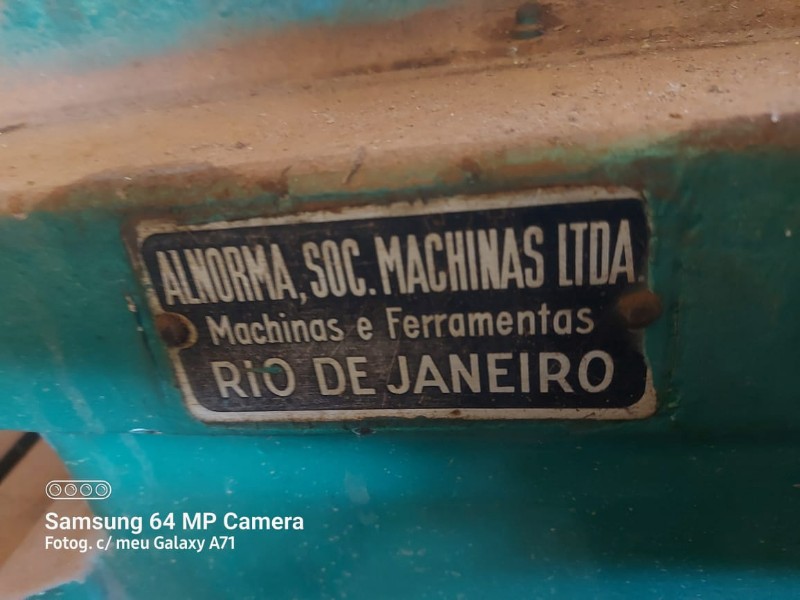 ALNORMA, SOC. MACHINAS LTDA.
Machinas e Ferramentas
RIO DE JANEIRO
Samsung 64 MP Camera
Fotog. c/ meu Galaxy A71